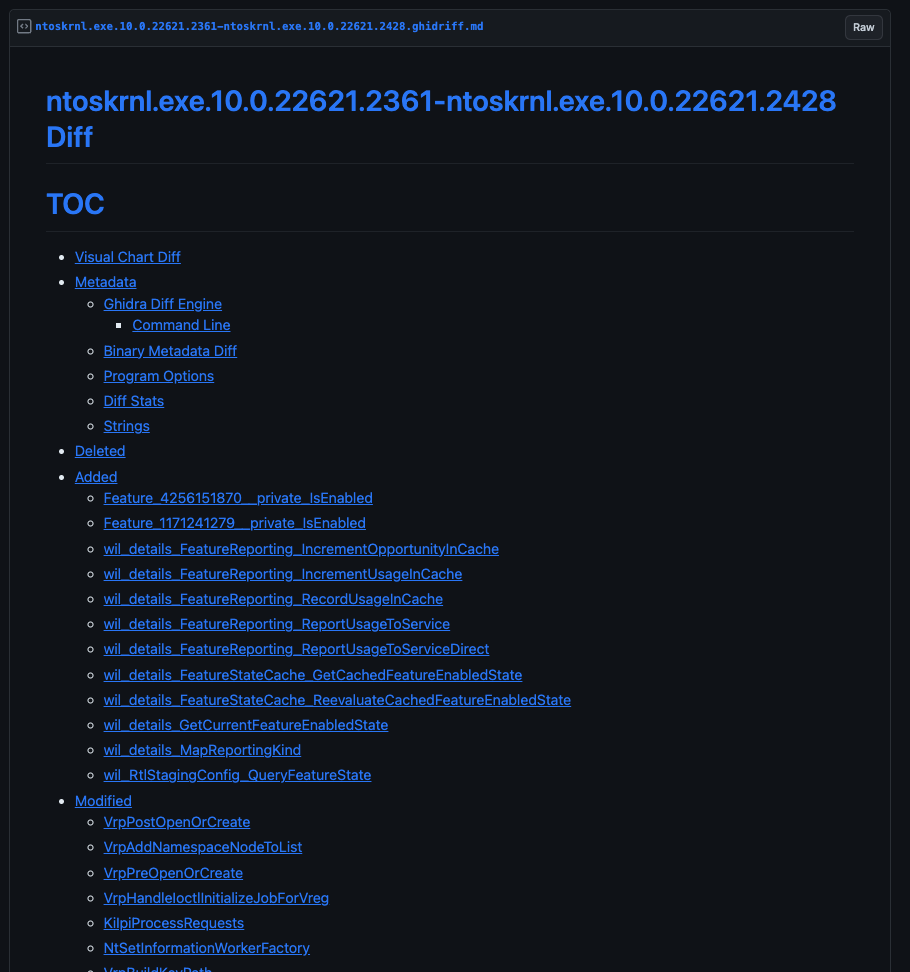 ntoskrnl.exe.10.0.22621.2361-ntoskrnl.exe.10.0.22621.2428.ghidriff.md
Raw
ntoskrnl.exe.10.0.22621.2361-ntoskrnl.exe.10.0.22621.2428
Diff
TOC
Visual Chart Diff
Metadata
Ghidra Diff Engine
Command Line
Binary Metadata Diff
Program Options
Diff Stats
Strings
Deleted
Added
Feature_4256151870__private_IsEnabled
Feature_1171241279__private_IsEnabled
wil_details_FeatureReporting_IncrementOpportunityInCache
wil_details_FeatureReporting_IncrementUsageInCache
wil_details_FeatureReporting_RecordUsageInCache
wil_details_FeatureReporting_ReportUsageToService
wil_details_FeatureReporting_ReportUsageToServiceDirect
wil_details_FeatureStateCache_GetCachedFeatureEnabledState
wil_details_FeatureStateCache_ReevaluateCachedFeatureEnabledState
wil_details_GetCurrentFeatureEnabledState
wil_details_MapReportingKind
wil_RtlStagingConfig_QueryFeatureState
Modified
VrpPostOpenOrCreate
VrpAddNamespaceNodeToList
VrpPreOpenOrCreate
VrpHandleIoctlInitializeJobForVreg
KiIpiProcessRequests
NtSetInformationWorkerFactory
VrpBuildKeyPath